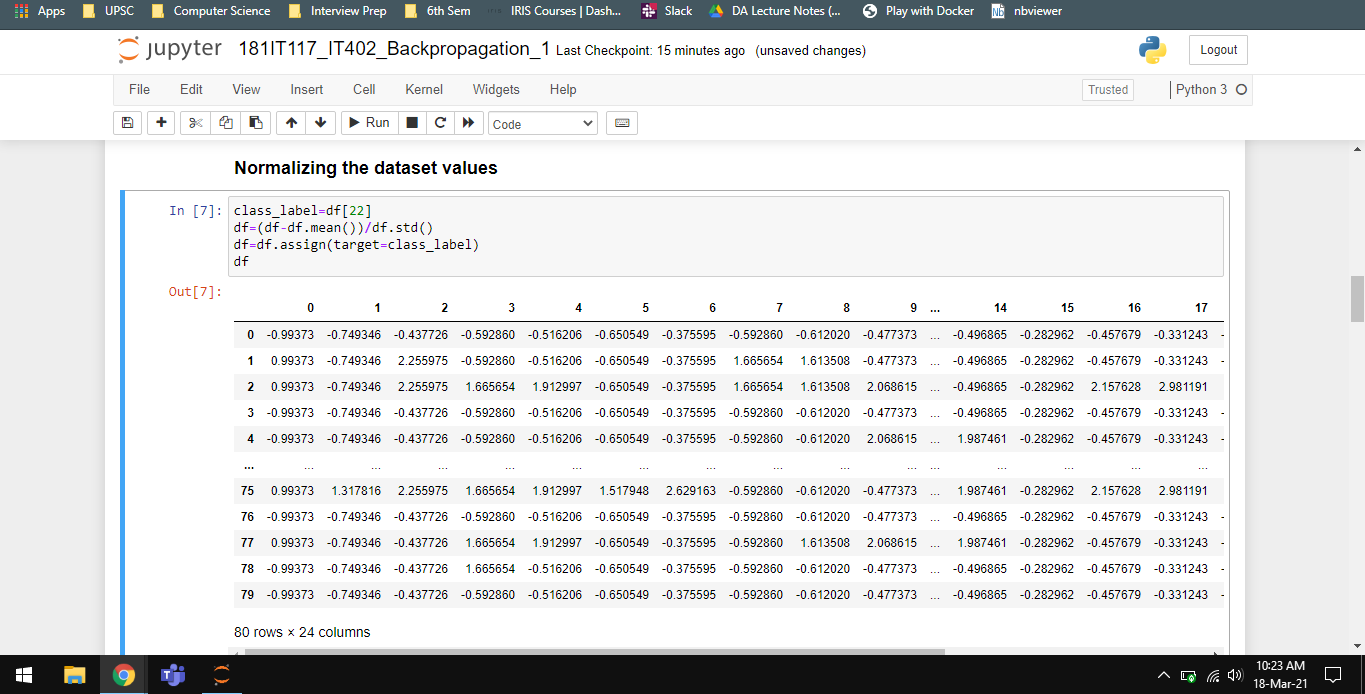 Apps UPSC Computer Science Interview Prep 6th Sem IRIS Courses | Dash... Slack DA Lecture Notes (... Play with Docker nbviewer
jupyter 181IT117_IT402_Backpropagation_1 Last Checkpoint: 15 minutes ago (unsaved changes) Logout
File Edit View Insert Cell Kernel Widgets Help Trusted Python 3
Run Code
Normalizing the dataset values
In [7]: class_label=df[22]
df=(df-df.mean())/df.std()
df=df.assign(target=class_label)
df
Out[7]:
0 1 2 3 4 5 6 7 8 9 ... 14 15 16 17
0 -0.99373 -0.749346 -0.437726 -0.592860 -0.516206 -0.650549 -0.375595 -0.592860 -0.612020 -0.477373 ... -0.496865 -0.282962 -0.457679 -0.331243 -
1 0.99373 -0.749346 2.255975 -0.592860 -0.516206 -0.650549 -0.375595 1.665654 1.613508 -0.477373 ... -0.496865 -0.282962 -0.457679 -0.331243 -
2 0.99373 -0.749346 2.255975 1.665654 1.912997 -0.650549 -0.375595 1.665654 1.613508 2.068615 ... -0.496865 -0.282962 2.157628 2.981191
3 -0.99373 -0.749346 -0.437726 -0.592860 -0.516206 -0.650549 -0.375595 -0.592860 -0.612020 -0.477373 ... -0.496865 -0.282962 -0.457679 -0.331243 -
4 -0.99373 -0.749346 -0.437726 -0.592860 -0.516206 -0.650549 -0.375595 -0.592860 -0.612020 2.068615 ... 1.987461 -0.282962 -0.457679 -0.331243 -
... ... ... ... ... ... ... ... ... ... ... ... ... ... ... ...
75 0.99373 1.317816 2.255975 1.665654 1.912997 1.517948 2.629163 -0.592860 -0.612020 -0.477373 ... 1.987461 -0.282962 2.157628 2.981191
76 -0.99373 -0.749346 -0.437726 -0.592860 -0.516206 -0.650549 -0.375595 -0.592860 -0.612020 -0.477373 ... -0.496865 -0.282962 -0.457679 -0.331243 -
77 0.99373 -0.749346 -0.437726 1.665654 1.912997 -0.650549 -0.375595 -0.592860 1.613508 2.068615 ... 1.987461 -0.282962 -0.457679 -0.331243 -
78 -0.99373 -0.749346 -0.437726 1.665654 -0.516206 -0.650549 -0.375595 -0.592860 -0.612020 -0.477373 ... -0.496865 -0.282962 -0.457679 -0.331243 -
79 -0.99373 -0.749346 -0.437726 -0.592860 -0.516206 -0.650549 -0.375595 -0.592860 -0.612020 -0.477373 ... -0.496865 -0.282962 -0.457679 -0.331243 -
80 rows × 24 columns
10:23 AM
18-Mar-21